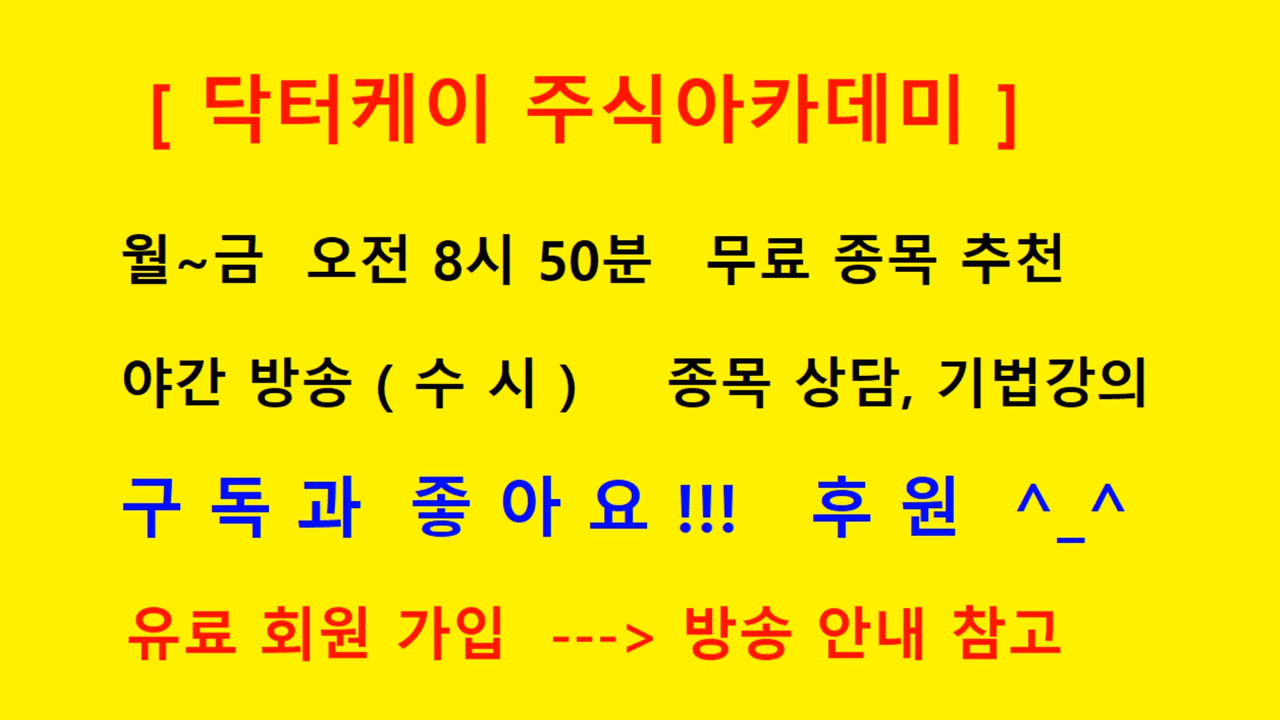 [ 닥터케이 주식아카데미 ]
월~금 오전 8시 50분 무료 종목 추천
야간 방송 ( 수 시 ) 종목 상담, 기법강의
구 독 과 좋 아 요 !!! 후 원 ^_^
유료 회원 가입 ---> 방송 안내 참고